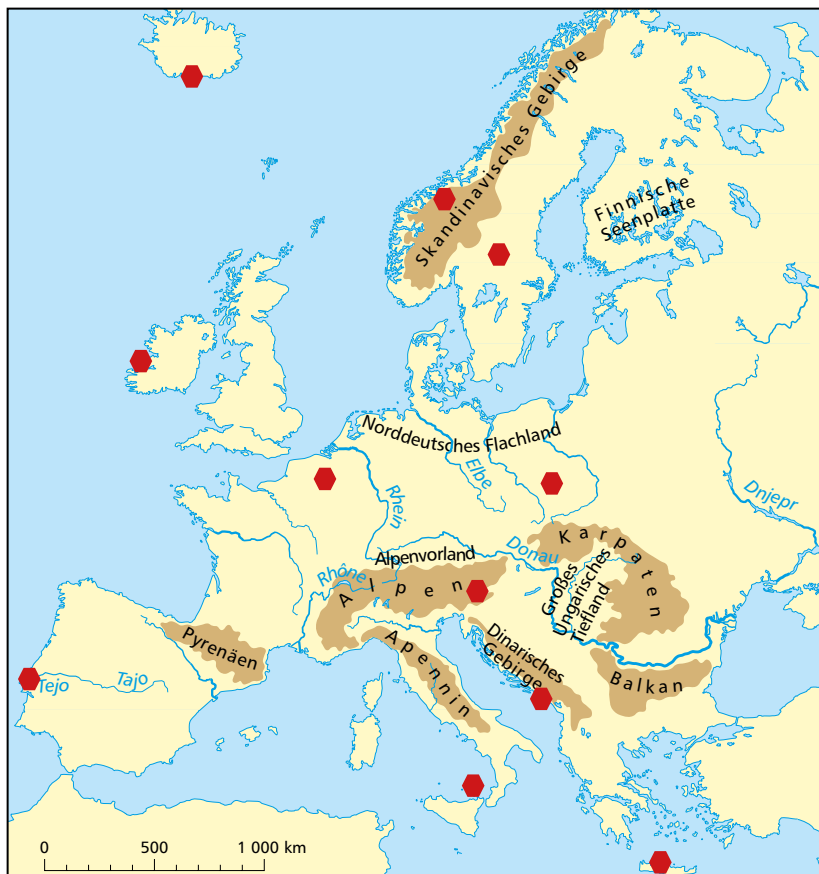 Skandinavisches Gebirge
Finnische
Seenplatte
Norddeutsches Flachland
Elbe
Rhein
Dnjepr
Karpaten
Donau
Alpenvorland
Rhône
Alpen
Großes
Ungarisches
Tiefland
Pyrenäen
Apennin
Dinarisches
Gebirge
Balkan
Tejo
Tajo
0 500 1 000 km